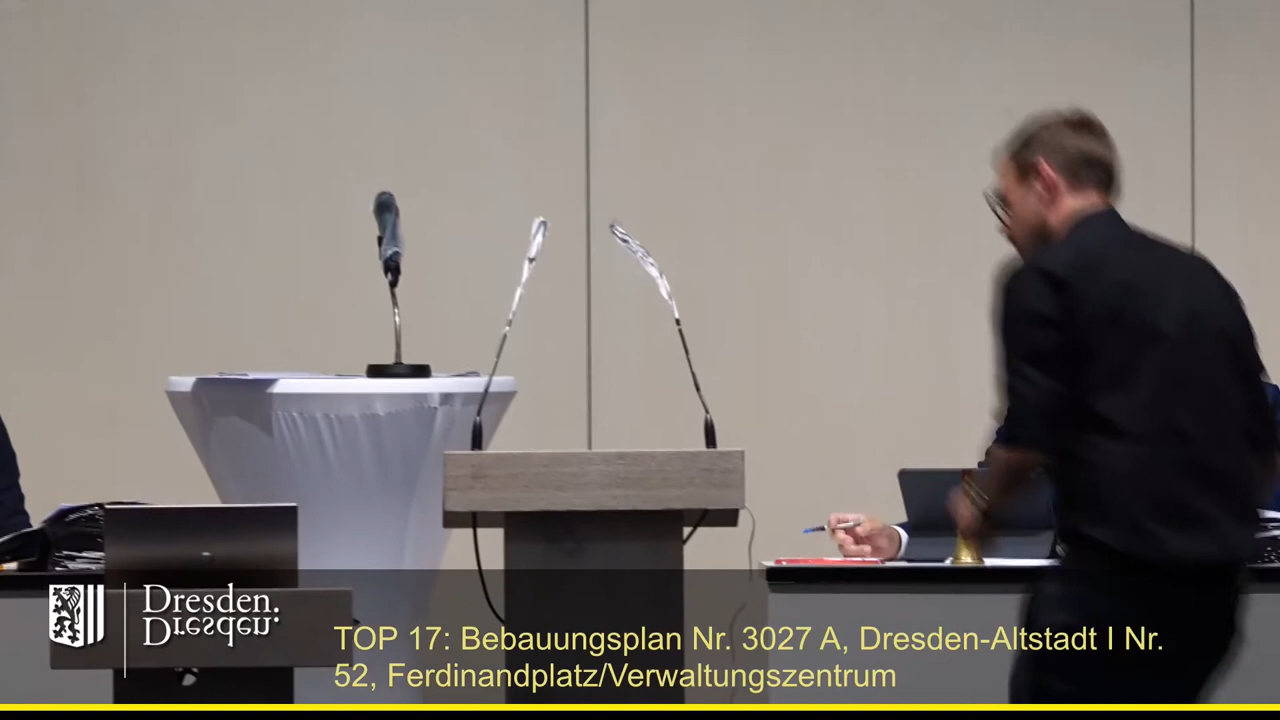 Dresden.
Dresden.
TOP 17: Bebauungsplan Nr. 3027 A, Dresden-Altstadt I Nr.
52, Ferdinandplatz/Verwaltungszentrum